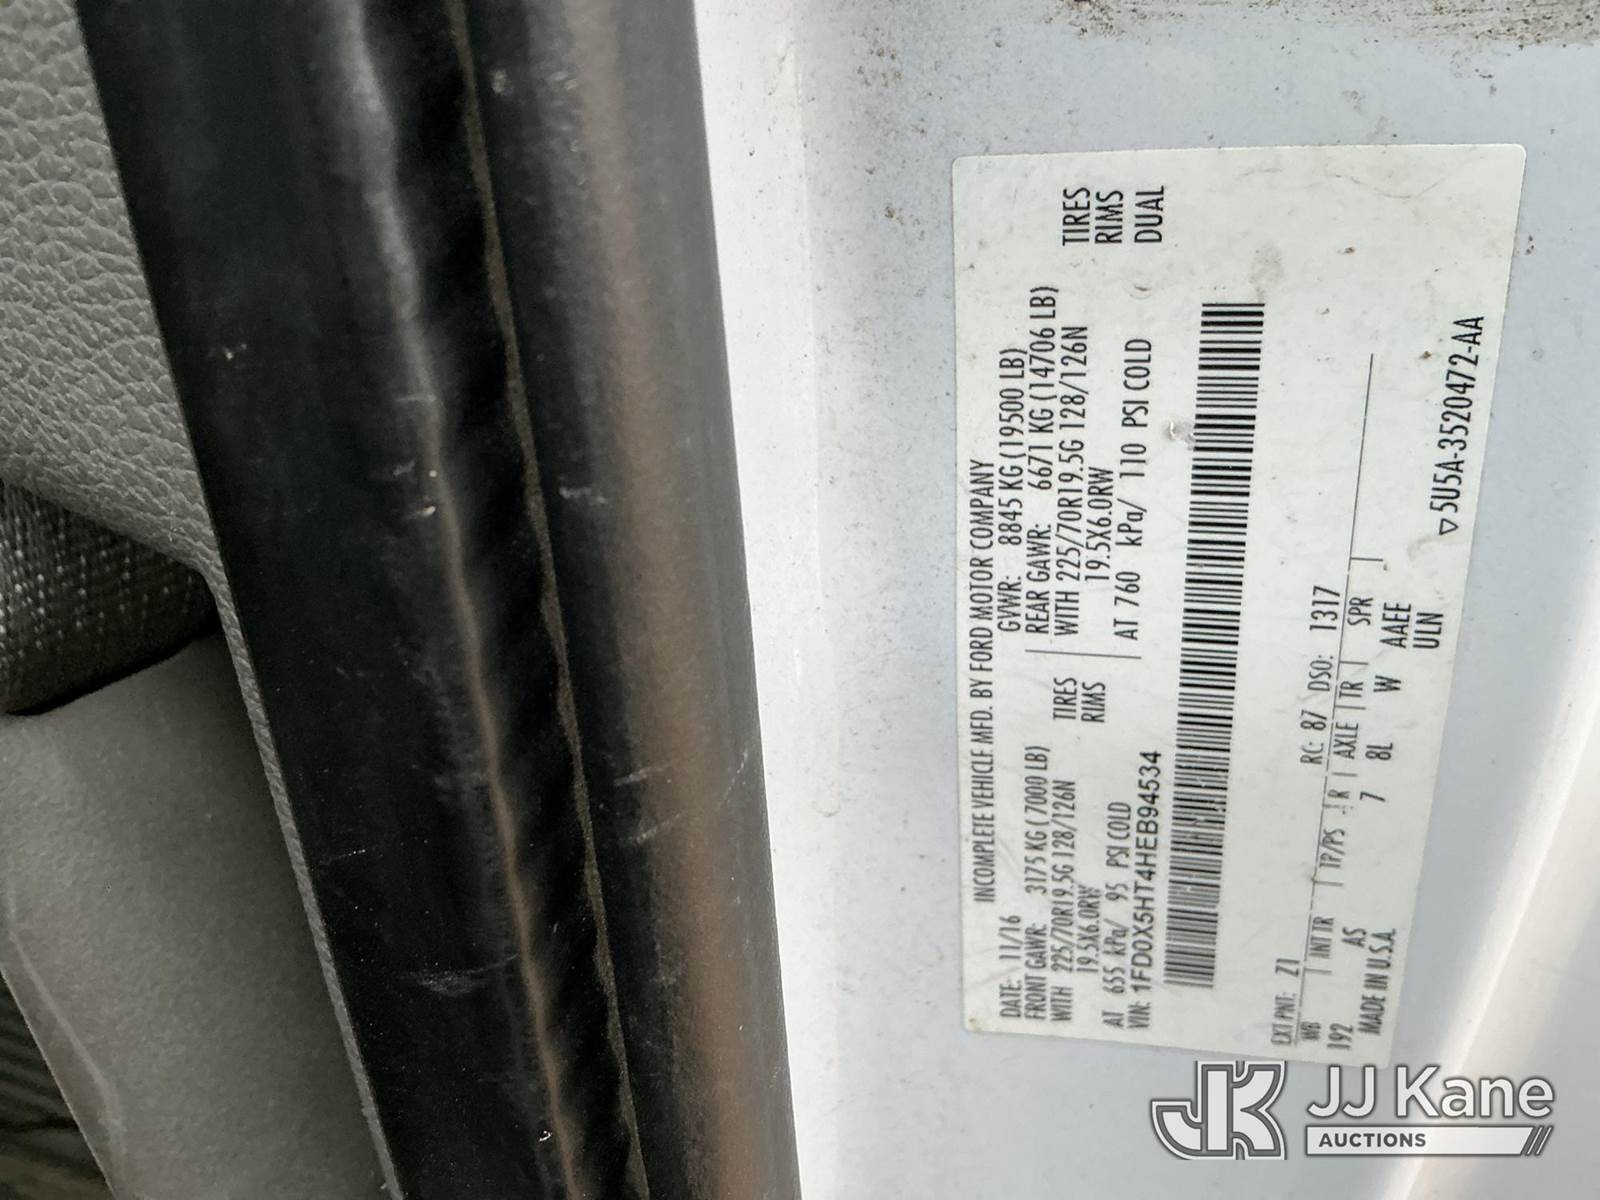 INCOMPLETE VEHICLE MFD. BY FORD MOTOR COMPANY
DATE: 11/16 GVWR: 8845 KG (19500 LB)
FRONT GAWR: 3175 KG ( 7000 LB) REAR GAWR: 6671 KG (14706 LB)
WITH 225/70R19.5G 128/126N TIRES WITH 225/70R19.5G 128/126N TIRES
19.5X6.0RW RIMS 19.5X6.0RW RIMS
AT 655 kPa/ 95 PSI COLD AT 760 kPa/ 110 PSI COLD DUAL
VIN: 1FD0X5HT4HEB94534
EXT PNT: Z1 RC: 87 DSO: 1317
WB INT TR TP/PS R AXLE TR SPR
192 AS 7 8L W AAEE
MADE IN U.S.A. ULN
▽5U5A-3520472-AA
JK JJ Kane
AUCTIONS